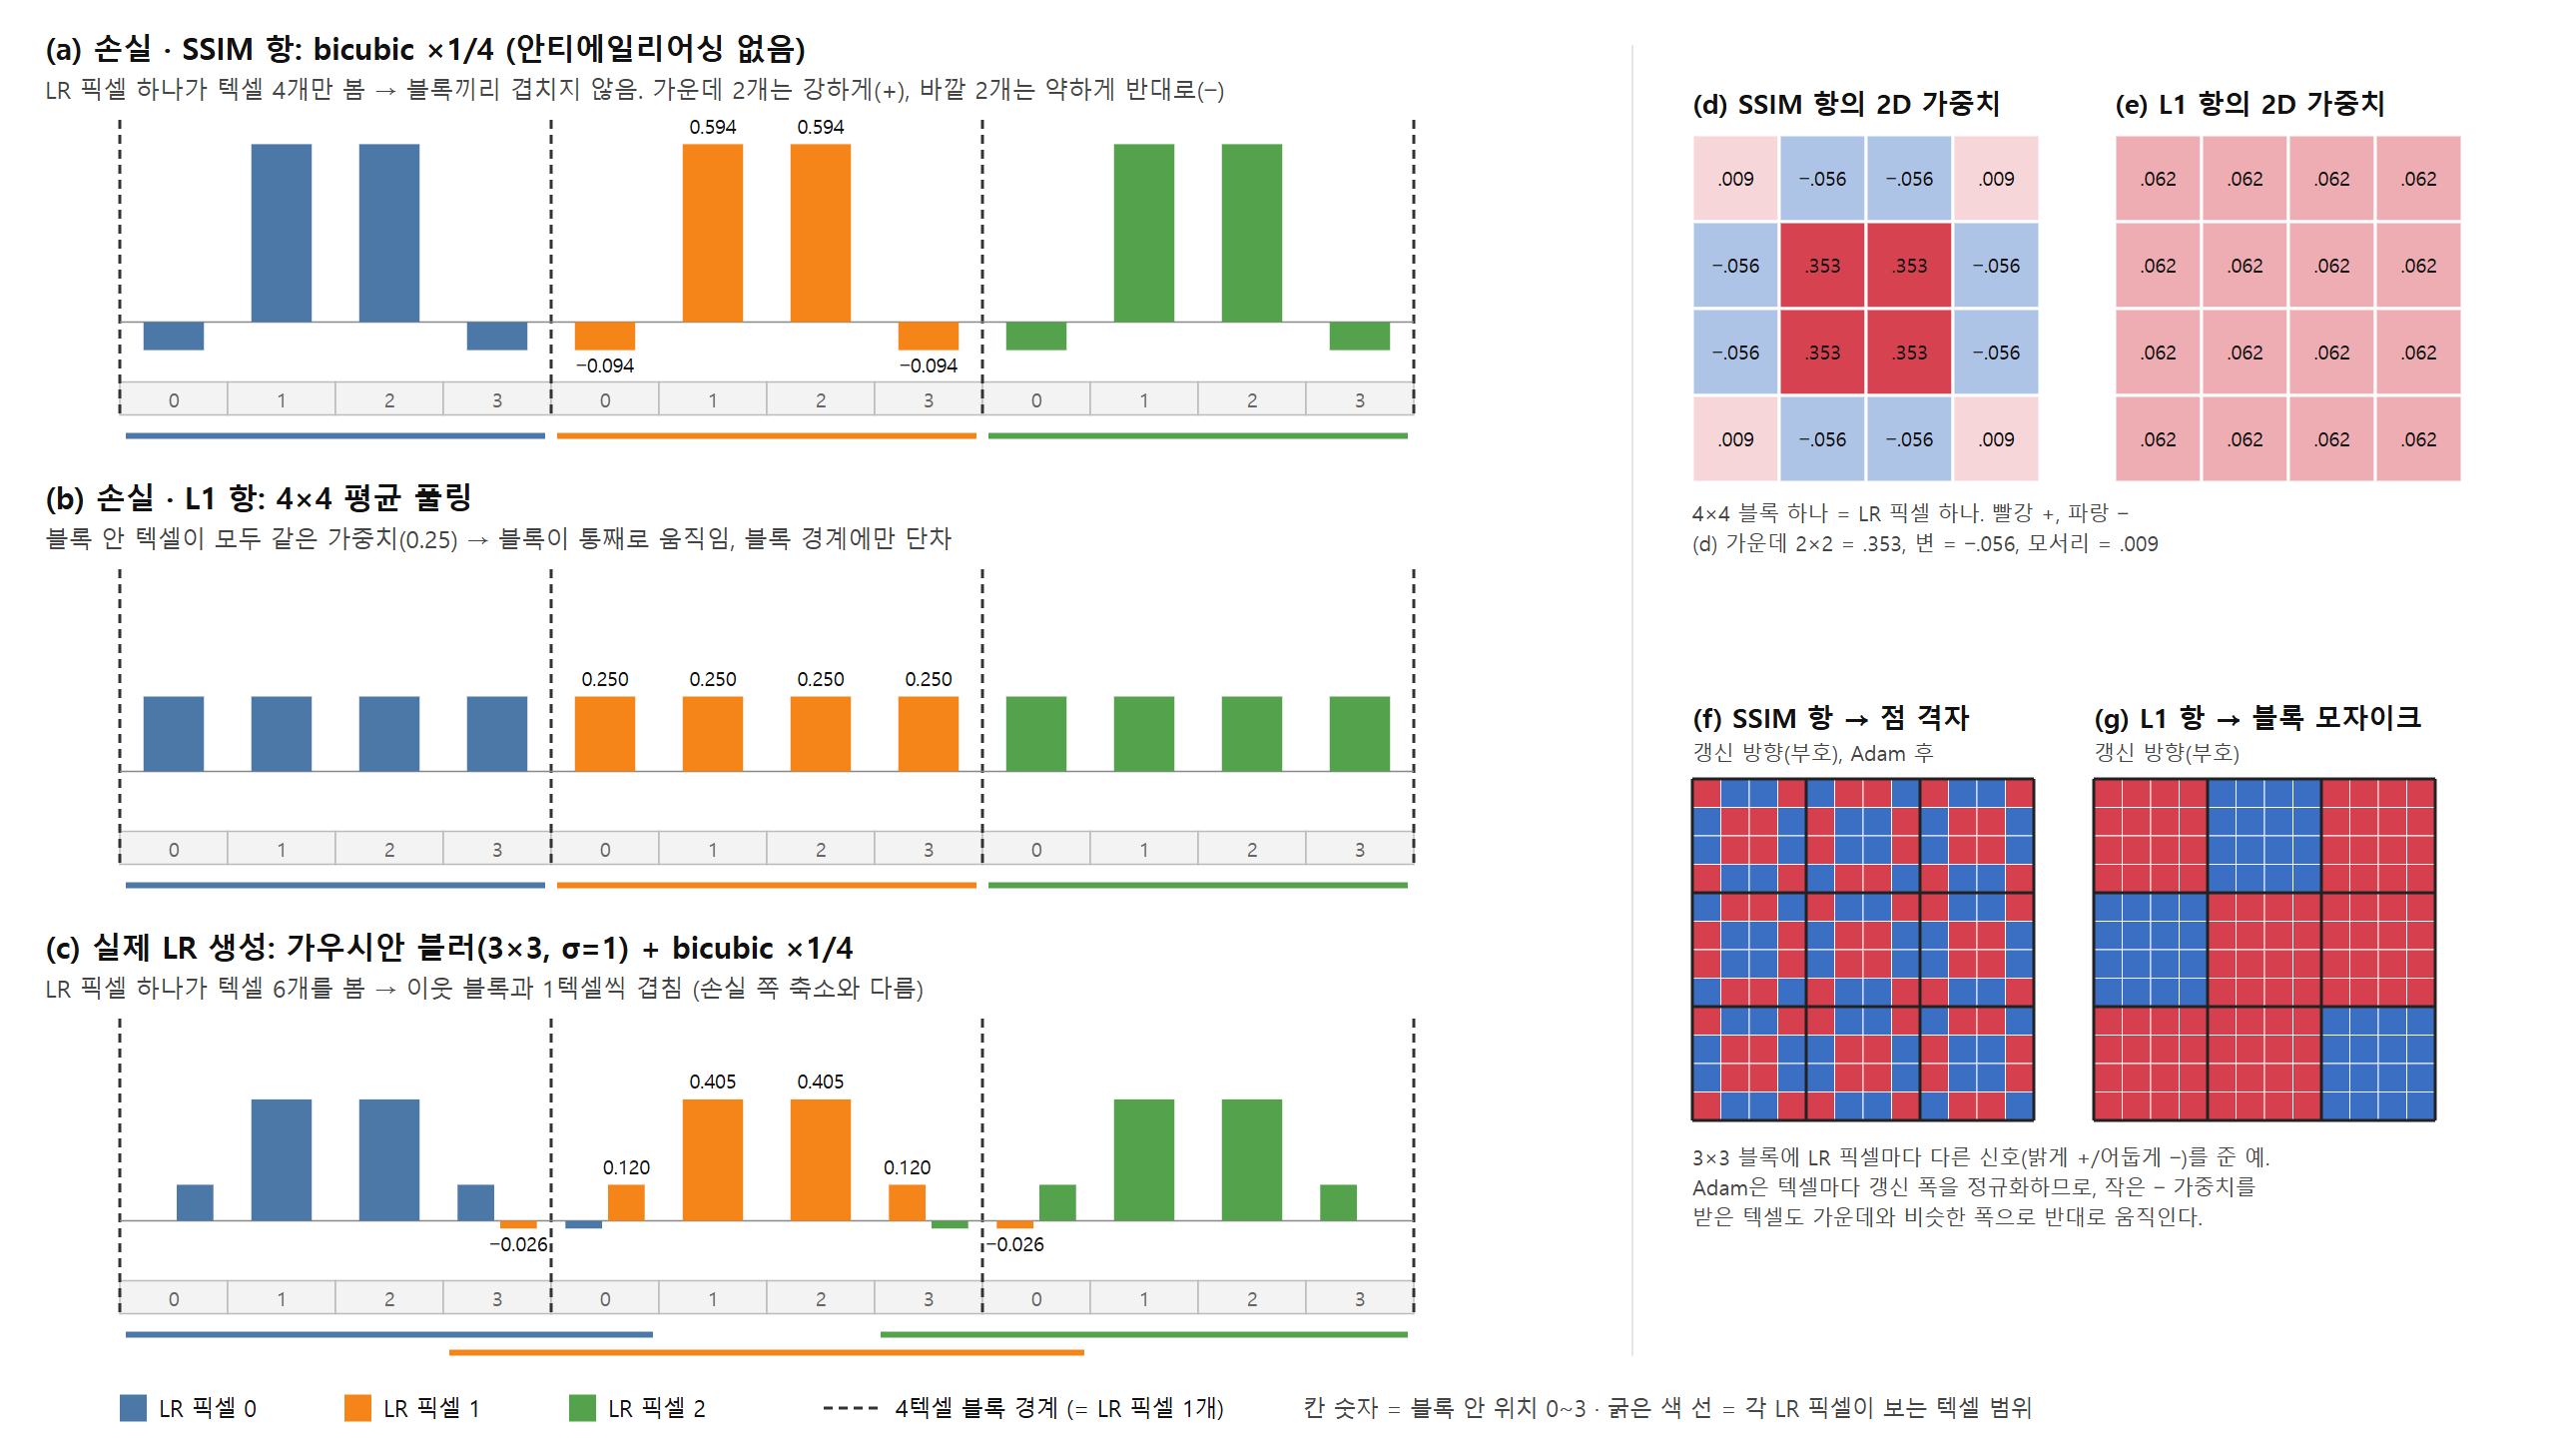 (a) 손실 · SSIM 항: bicubic ×1/4 (안티에일리어싱 없음)
LR 픽셀 하나가 텍셀 4개만 봄 → 블록끼리 겹치지 않음. 가운데 2개는 강하게(+), 바깥 2개는 약하게 반대로(−)
0.594 0.594
−0.094 −0.094
0 1 2 3 0 1 2 3 0 1 2 3
(b) 손실 · L1 항: 4×4 평균 풀링
블록 안 텍셀이 모두 같은 가중치(0.25) → 블록이 통째로 움직임, 블록 경계에만 단차
0.250 0.250 0.250 0.250
0 1 2 3 0 1 2 3 0 1 2 3
(c) 실제 LR 생성: 가우시안 블러(3×3, σ=1) + bicubic ×1/4
LR 픽셀 하나가 텍셀 6개를 봄 → 이웃 블록과 1텍셀씩 겹침 (손실 쪽 축소와 다름)
0.405 0.405
0.120 0.120
−0.026 −0.026
0 1 2 3 0 1 2 3 0 1 2 3
LR 픽셀 0 LR 픽셀 1 LR 픽셀 2 4텍셀 블록 경계 (= LR 픽셀 1개) 칸 숫자 = 블록 안 위치 0~3 · 굵은 색 선 = 각 LR 픽셀이 보는 텍셀 범위
(d) SSIM 항의 2D 가중치
.009 −.056 −.056 .009
−.056 .353 .353 −.056
−.056 .353 .353 −.056
.009 −.056 −.056 .009
(e) L1 항의 2D 가중치
.062 .062 .062 .062
.062 .062 .062 .062
.062 .062 .062 .062
.062 .062 .062 .062
4×4 블록 하나 = LR 픽셀 하나. 빨강 +, 파랑 −
(d) 가운데 2×2 = .353, 변 = −.056, 모서리 = .009
(f) SSIM 항 → 점 격자
갱신 방향(부호), Adam 후
(g) L1 항 → 블록 모자이크
갱신 방향(부호)
3×3 블록에 LR 픽셀마다 다른 신호(밝게 +/어둡게 −)를 준 예.
Adam은 텍셀마다 갱신 폭을 정규화하므로, 작은 − 가중치를
받은 텍셀도 가운데와 비슷한 폭으로 반대로 움직인다.